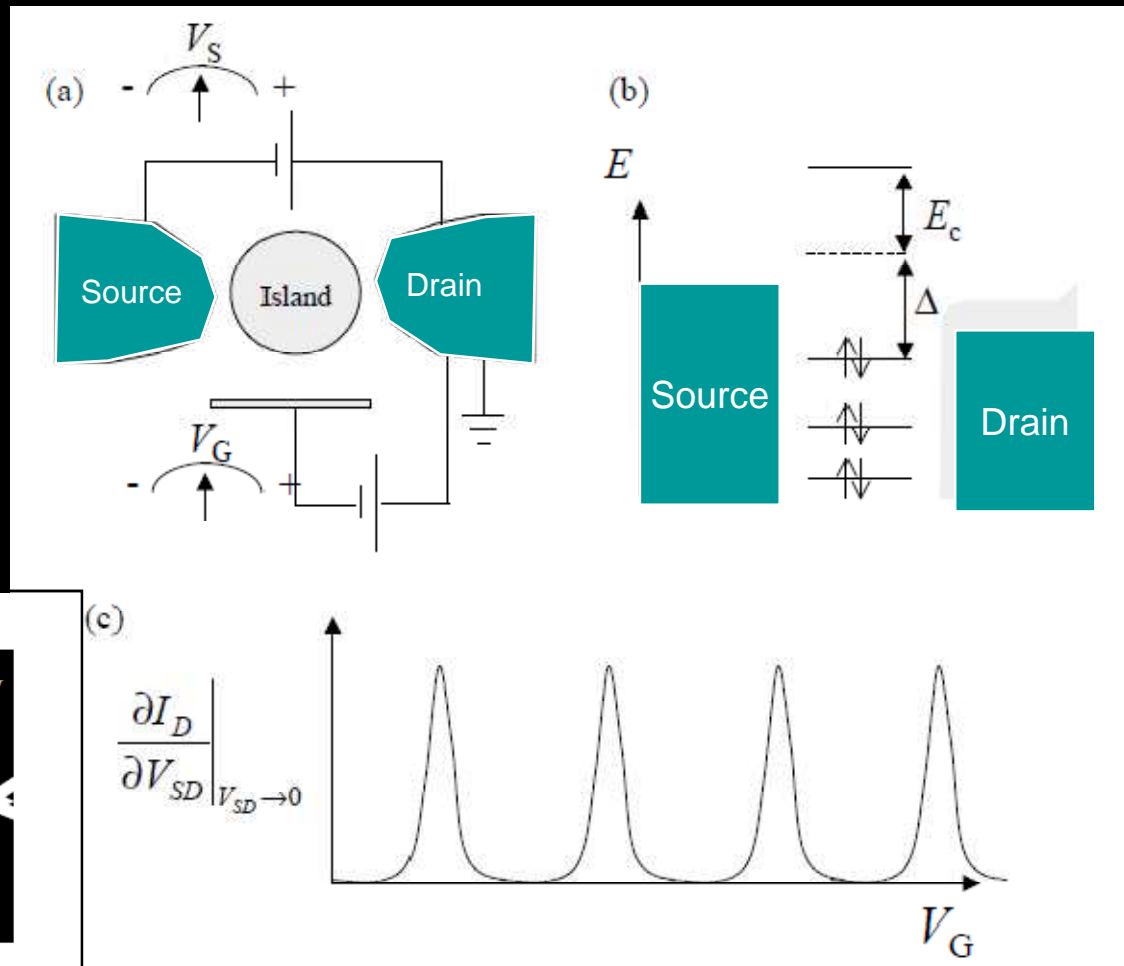 V_S
(a) - +
Source Island Drain
V_G
- +
(b)
E
E_c
Δ
Source
Drain
(c)
∂I_D
∂V_SD |V_SD→0
V_G